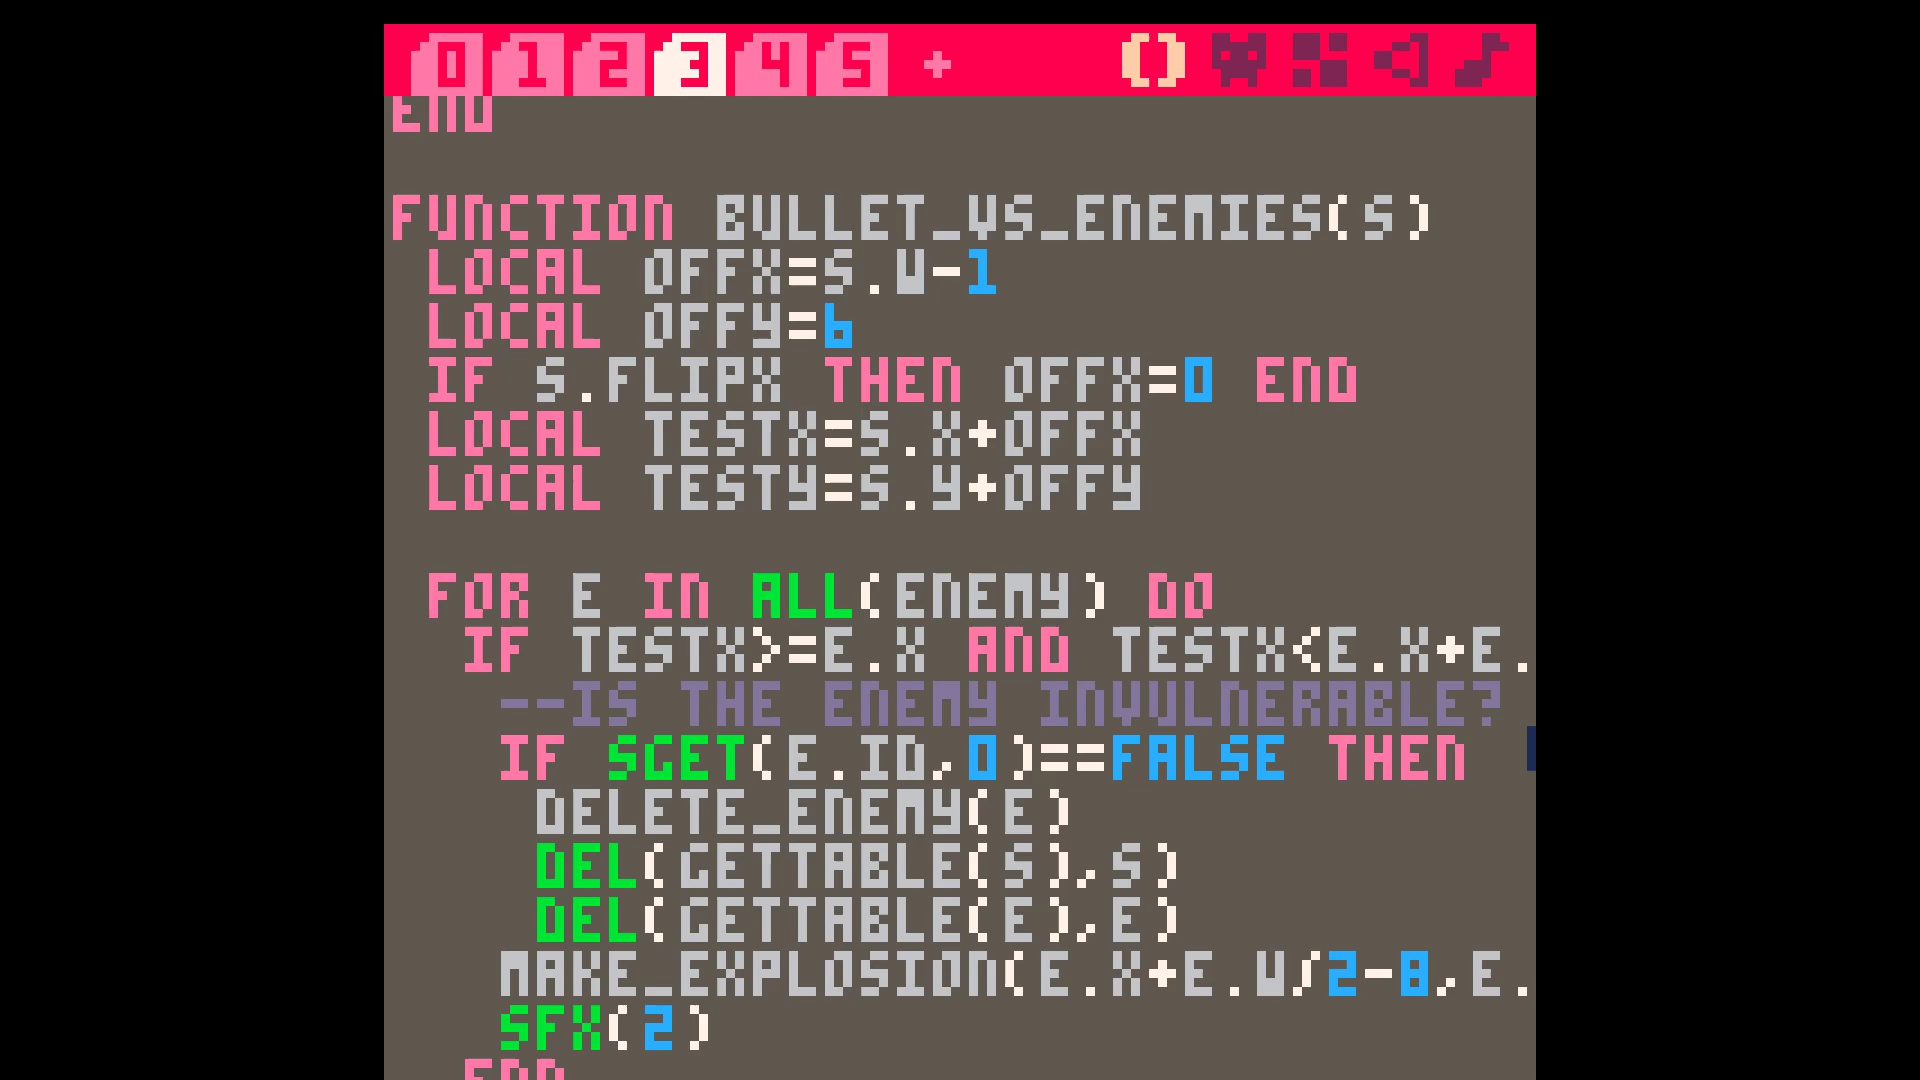 0 1 2 3 4 5 +
END

FUNCTION BULLET_VS_ENEMIES(S)
 LOCAL OFFX=S.W-1
 LOCAL OFFY=6
 IF S.FLIPX THEN OFFX=0 END
 LOCAL TESTX=S.X+OFFX
 LOCAL TESTY=S.Y+OFFY

 FOR E IN ALL(ENEMY) DO
  IF TESTX>=E.X AND TESTX<E.X+E.
   --IS THE ENEMY INVULNERABLE?
   IF SGET(E.ID,0)==FALSE THEN
    DELETE_ENEMY(E)
    DEL(GETTABLE(S),S)
    DEL(GETTABLE(E),E)
   MAKE_EXPLOSION(E.X+E.W/2-8,E.
   SFX(2)
  END